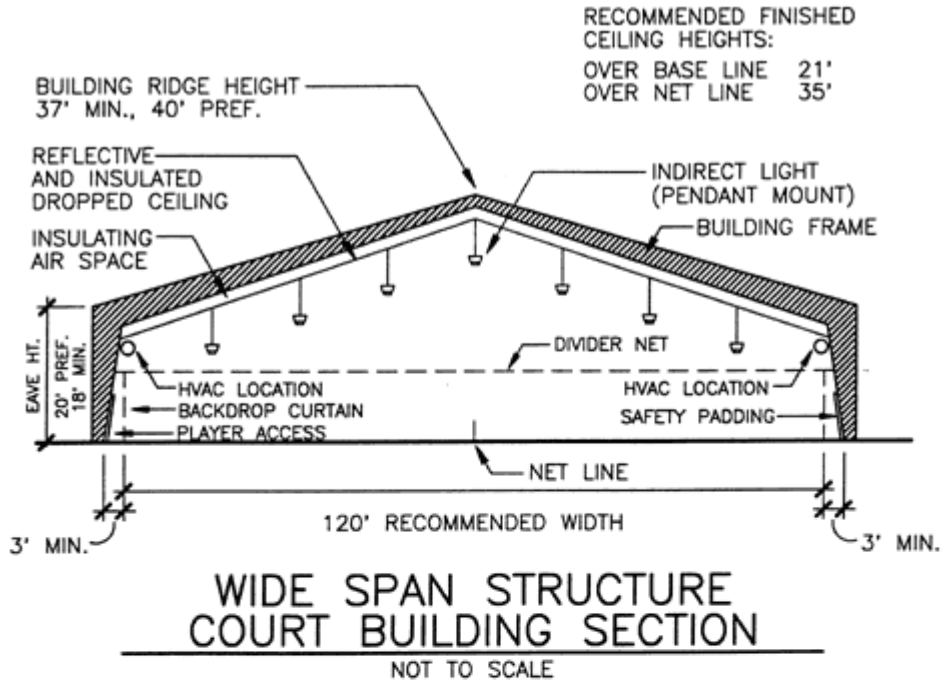 RECOMMENDED FINISHED
CEILING HEIGHTS:
OVER BASE LINE 21'
OVER NET LINE 35'
BUILDING RIDGE HEIGHT
37' MIN., 40' PREF.
REFLECTIVE
AND INSULATED
DROPPED CEILING
INDIRECT LIGHT
(PENDANT MOUNT)
BUILDING FRAME
INSULATING
AIR SPACE
EAVE HT.
20' PREF.
18' MIN.
DIVIDER NET
HVAC LOCATION
HVAC LOCATION
BACKDROP CURTAIN
SAFETY PADDING
PLAYER ACCESS
NET LINE
120' RECOMMENDED WIDTH
3' MIN.
3' MIN.
WIDE SPAN STRUCTURE
COURT BUILDING SECTION
NOT TO SCALE